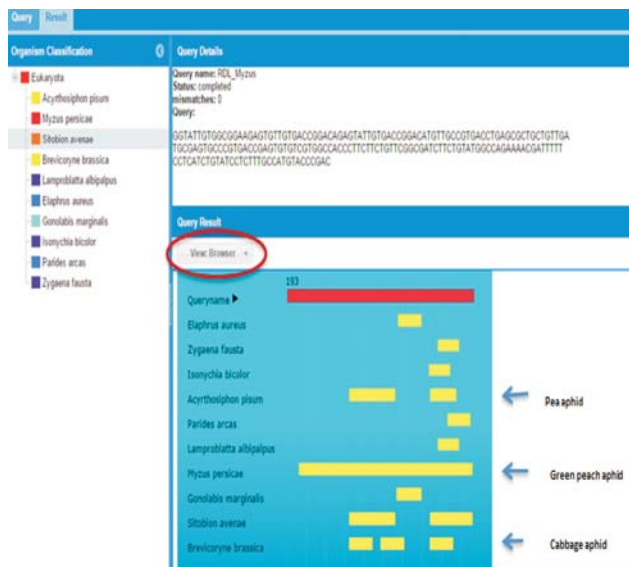 Query Result
Organism Classification
Eukaryota
Acyrthosiphon pisum
Myzus persicae
Sitobion avenae
Brevicoryne brassica
Lamproblatta albipalpus
Elaphrus aureus
Gonolabis marginalis
Isonychia bicolor
Parides arcas
Zygaena fausta
Query Details
Query name: RDL_Myzus
Status: completed
mismatches: 0
Query:
GGTATTGTGGCGGAAGAGTGTTGTGACCGGACAGAGTATTGTGACCGGACATGTTGCCGTGACCTGAGCGCTGCTGTTGA
TGCGAGTGCCCGTGACCGAGTGTGTCGTGGCCACCCTTCTTCTGTTCGGCGATCTTCTGTATGGCCAGAAAACGATTTTT
CCTCATCTGTATCCTCTTTGCCATGTACCCGAC
Query Result
View: Browser
193
Queryname
Elaphrus aureus
Zygaena fausta
Isonychia bicolor
Acyrthosiphon pisum
Pea aphid
Parides arcas
Lamproblatta albipalpus
Myzus persicae
Green peach aphid
Gonolabis marginalis
Sitobion avenae
Brevicoryne brassica
Cabbage aphid